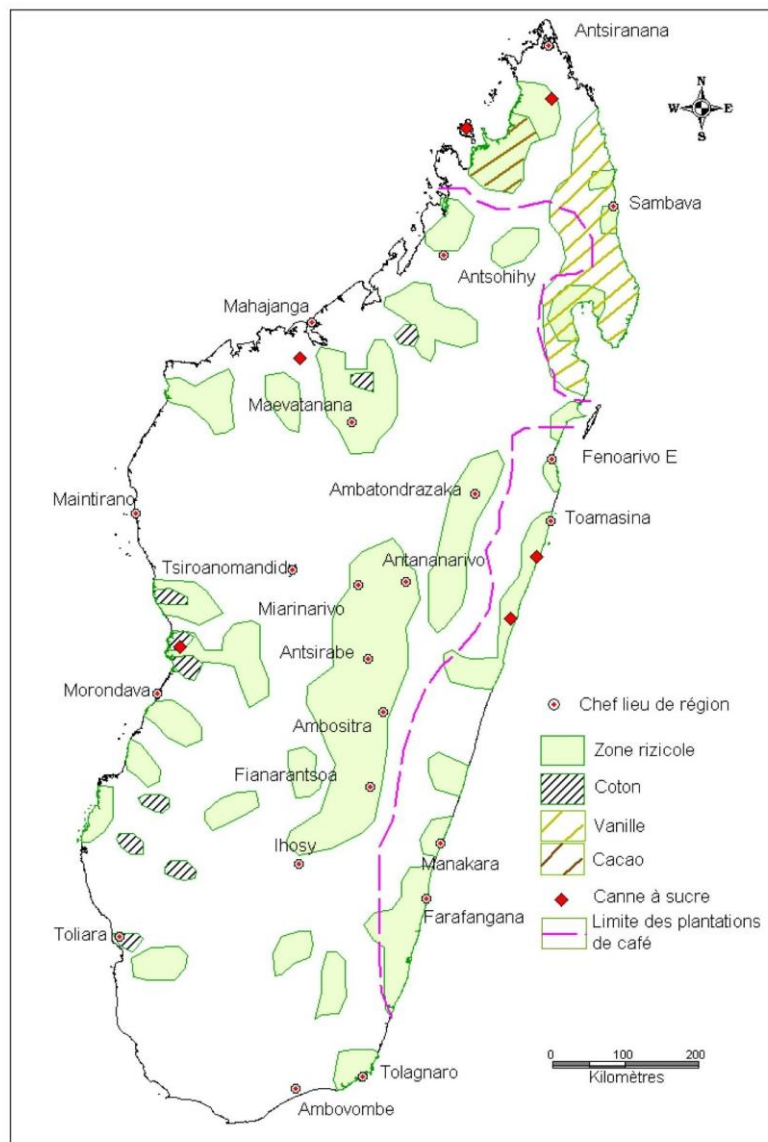 Antsiranana
N
W E
S
Sambava
Antsohihy
Mahajanga
Maevatanana
Fenoarivo E
Ambatondrazaka
Maintirano
Toamasina
Tsiroanomandidy
Antananarivo
Miarinarivo
Antsirabe
Morondava
Ambositra
Fianarantsoa
Ihosy
Manakara
Farafangana
Toliara
Tolagnaro
Ambovombe
Chef lieu de région
Zone rizicole
Coton
Vanille
Cacao
Canne à sucre
Limite des plantations
de café
0 100 200
Kilomètres